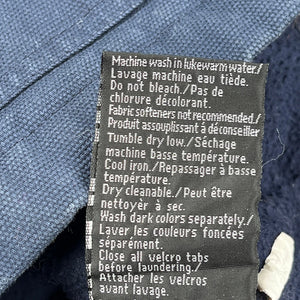 Machine wash in lukewarm water./
Lavage machine eau tiède.
Do not bleach./Pas de
chlorure décolorant.
Fabric softeners not recommended./
Produit assouplissant à déconseiller
Tumble dry low./Séchage
machine basse température.
Cool iron./Repassager à basse
température.
Dry cleanable./Peut être
nettoyer à sec.
Wash dark colors separately./
Laver les couleurs foncées
séparément.
Close all velcro tabs
before laundering./
Attaches velcro
avant lavage.